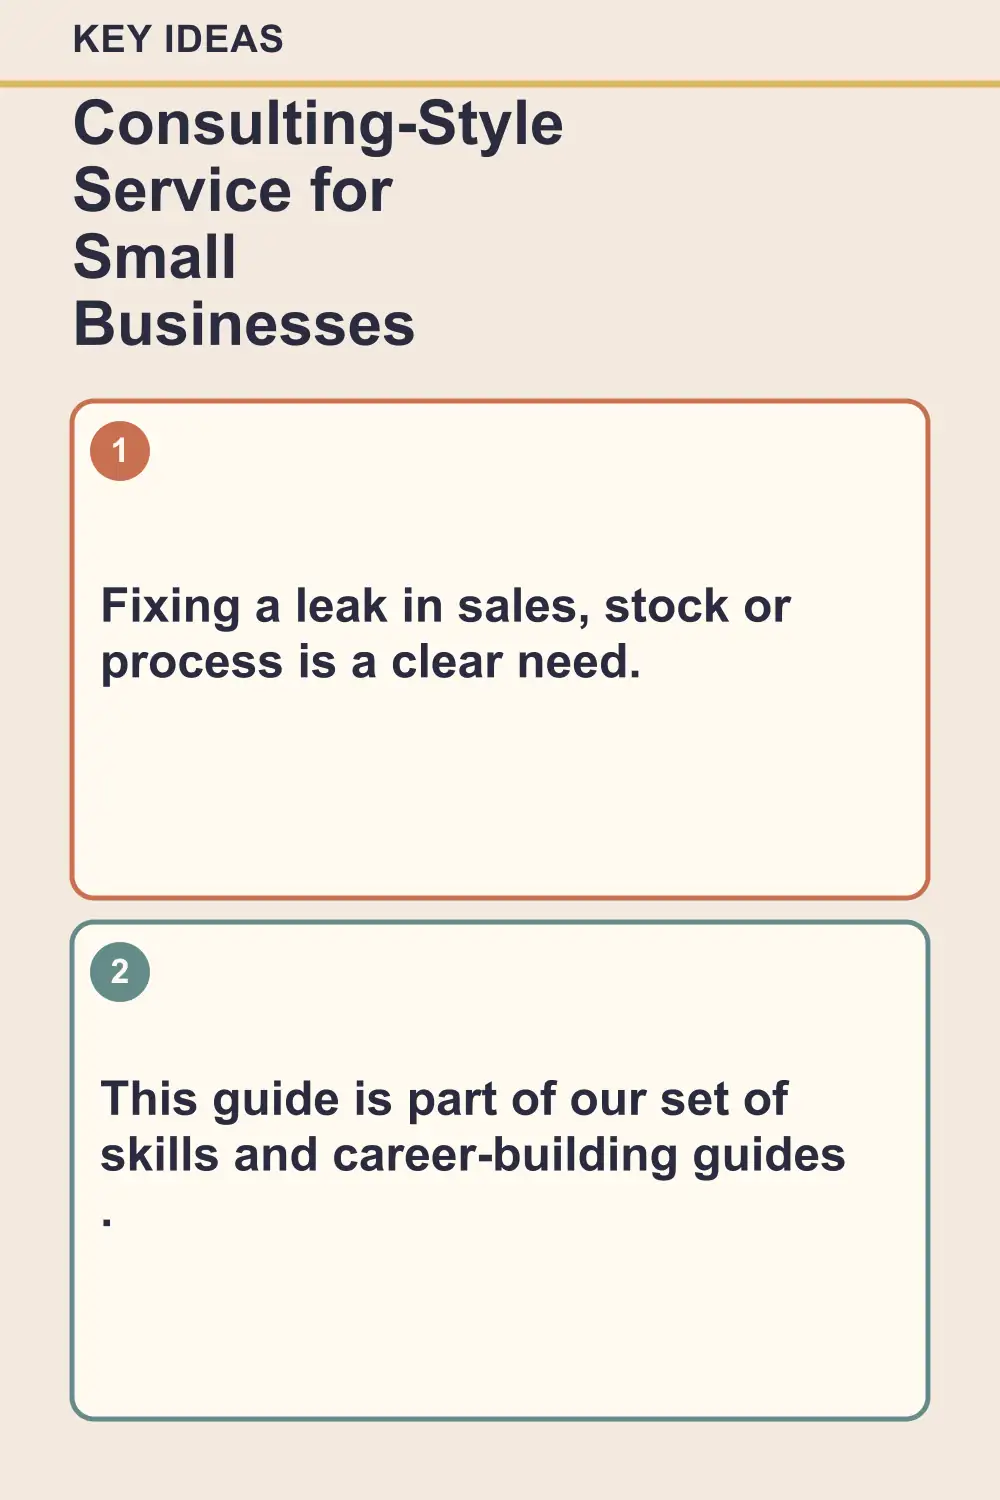 KEY IDEAS
Consulting-Style
Service for
Small
Businesses
1
Fixing a leak in sales, stock or
process is a clear need.
2
This guide is part of our set of
skills and career-building guides
.